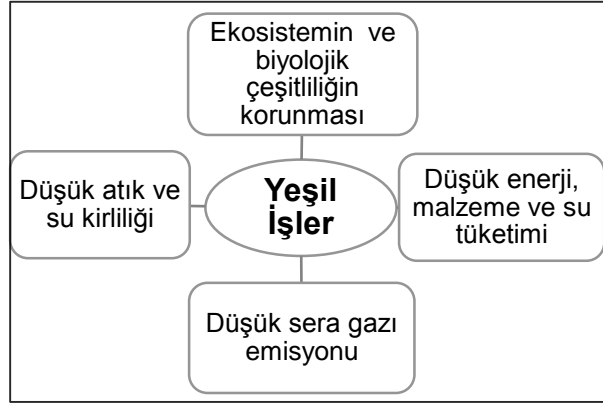 Ekosistemin ve
biyolojik
çeşitliliğin
korunması
Düşük atık ve
su kirliliği
Yeşil
İşler
Düşük enerji,
malzeme ve su
tüketimi
Düşük sera gazı
emisyonu